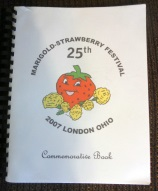 MARIGOLD-STRAWBERRY FESTIVAL
25th
2007 LONDON OHIO
Commemorative Book